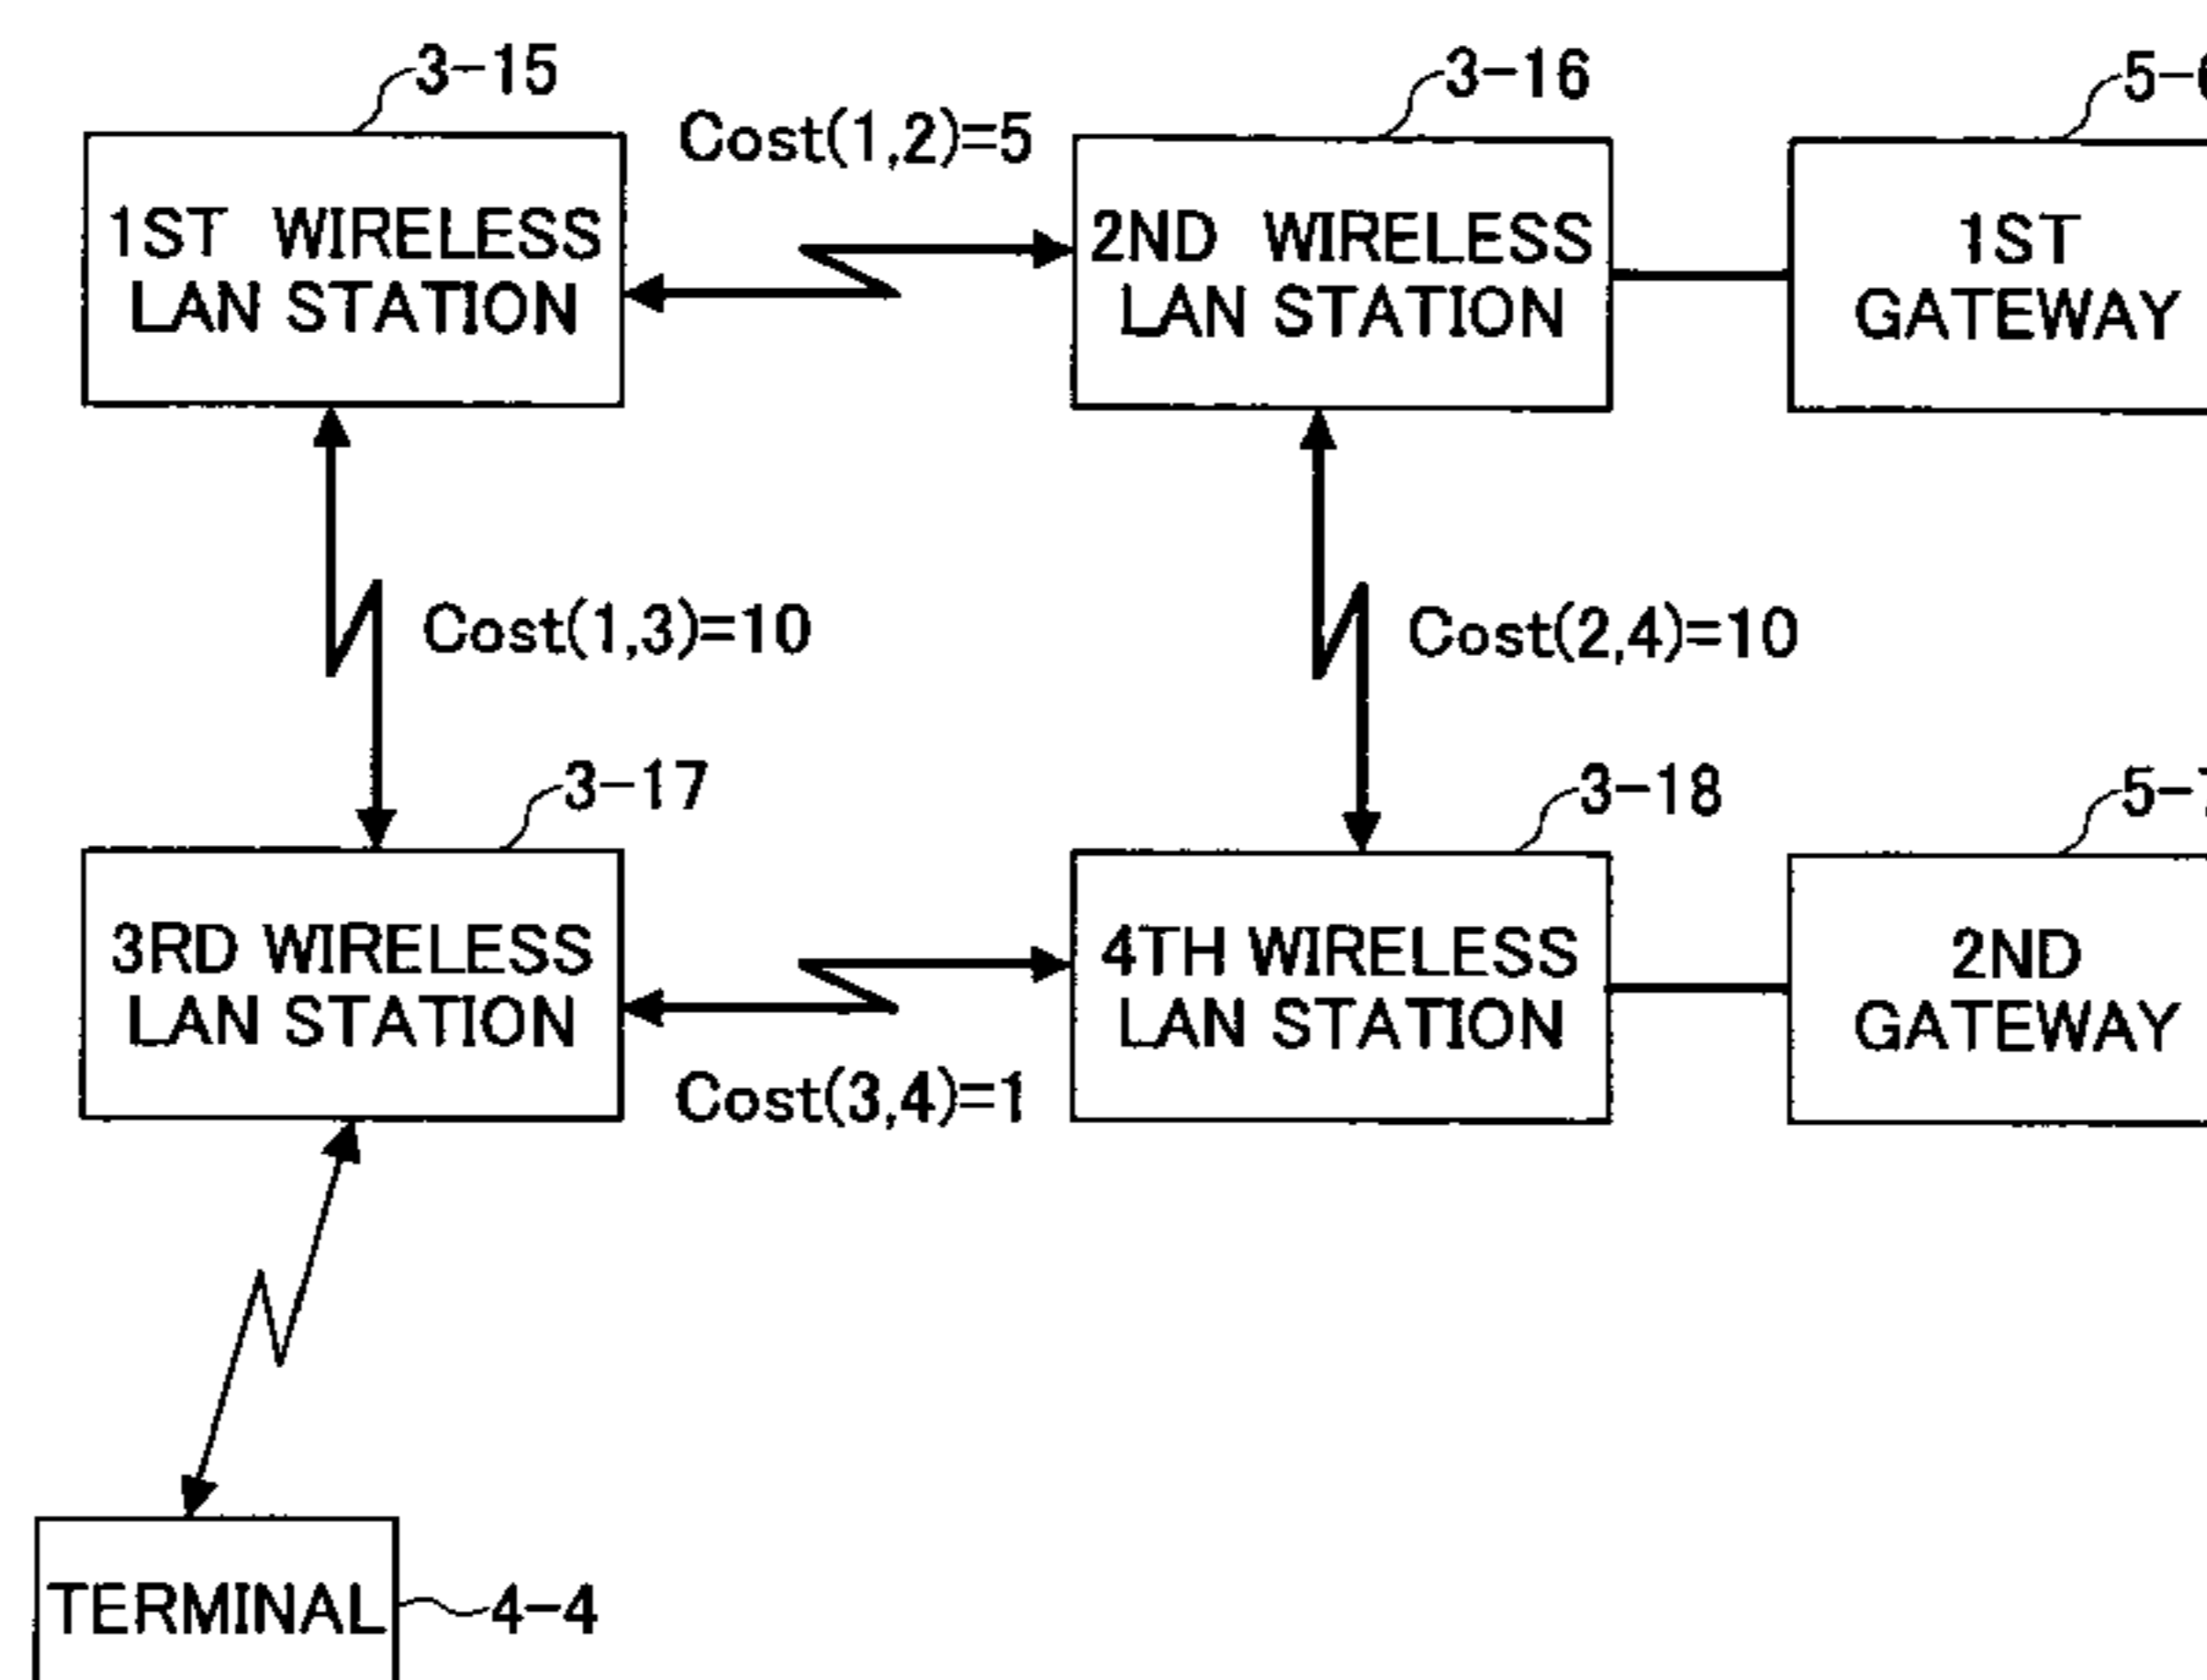 3-15
3-16
Cost(1,2)=5
1ST WIRELESS
LAN STATION
2ND WIRELESS
LAN STATION
1ST
GATEWAY
Cost(1,3)=10
Cost(2,4)=10
3-17
3-18
3RD WIRELESS
LAN STATION
4TH WIRELESS
LAN STATION
2ND
GATEWAY
Cost(3,4)=1
TERMINAL
4-4